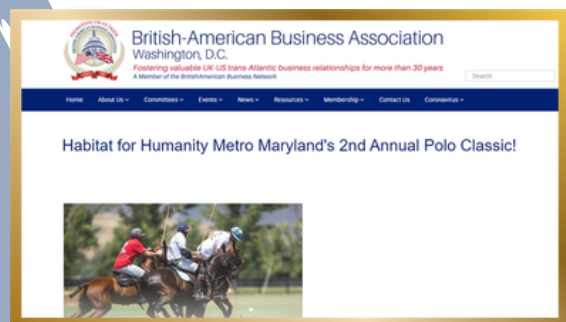 British-American Business Association
Washington, D.C.
Fostering valuable UK-US trans-Atlantic business relationships for more than 30 years
A Member of the BritishAmerican Business Network
Search
Home About Us Committees Events News Resources Membership Contact Us Coronavirus
Habitat for Humanity Metro Maryland's 2nd Annual Polo Classic!